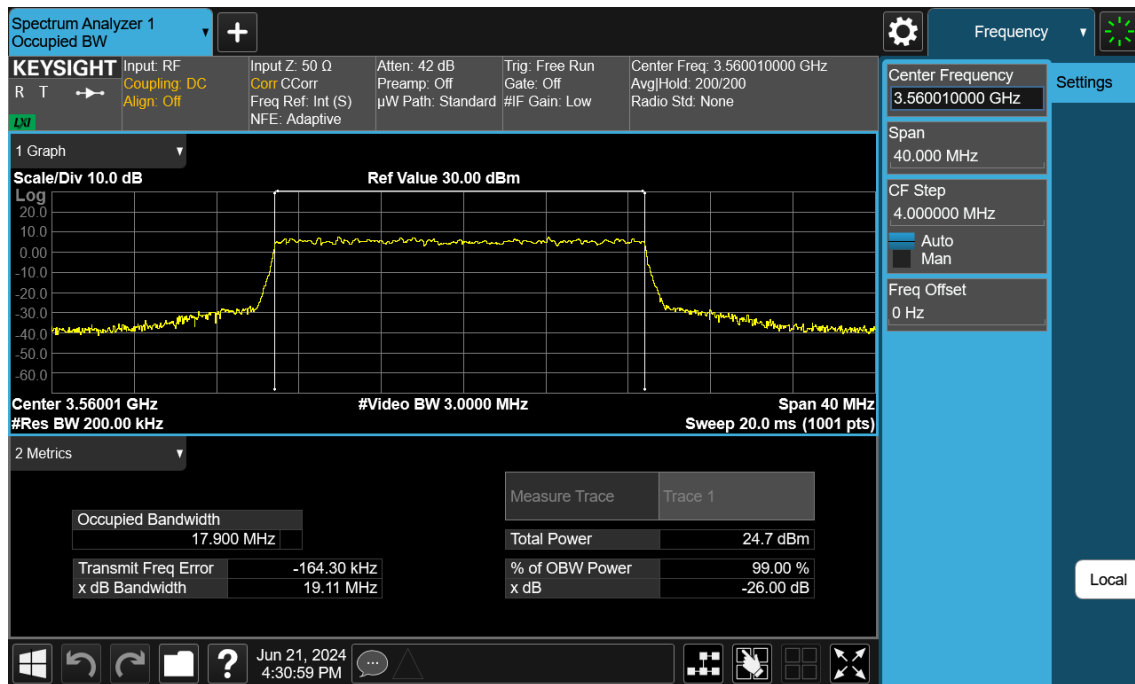 Spectrum Analyzer 1
Occupied BW
+
Frequency
KEYSIGHT
R T
LXI
Input: RF
Coupling: DC
Align: Off
Input Z: 50 Ω
Corr CCorr
Freq Ref: Int (S)
NFE: Adaptive
Atten: 42 dB
Preamp: Off
µW Path: Standard
Trig: Free Run
Gate: Off
#IF Gain: Low
Center Freq: 3.560010000 GHz
Avg|Hold: 200/200
Radio Std: None
Center Frequency
3.560010000 GHz
Settings
Span
40.000 MHz
CF Step
4.000000 MHz
Auto
Man
Freq Offset
0 Hz
Local
1 Graph
Scale/Div 10.0 dB
Ref Value 30.00 dBm
Log
20.0
10.0
0.00
-10.0
-20.0
-30.0
-40.0
-50.0
-60.0
Center 3.56001 GHz
#Video BW 3.0000 MHz
Span 40 MHz
#Res BW 200.00 kHz
Sweep 20.0 ms (1001 pts)
2 Metrics
Measure Trace Trace 1
Occupied Bandwidth
17.900 MHz
Total Power 24.7 dBm
Transmit Freq Error -164.30 kHz
% of OBW Power 99.00 %
x dB Bandwidth 19.11 MHz
x dB -26.00 dB
?
Jun 21, 2024
4:30:59 PM